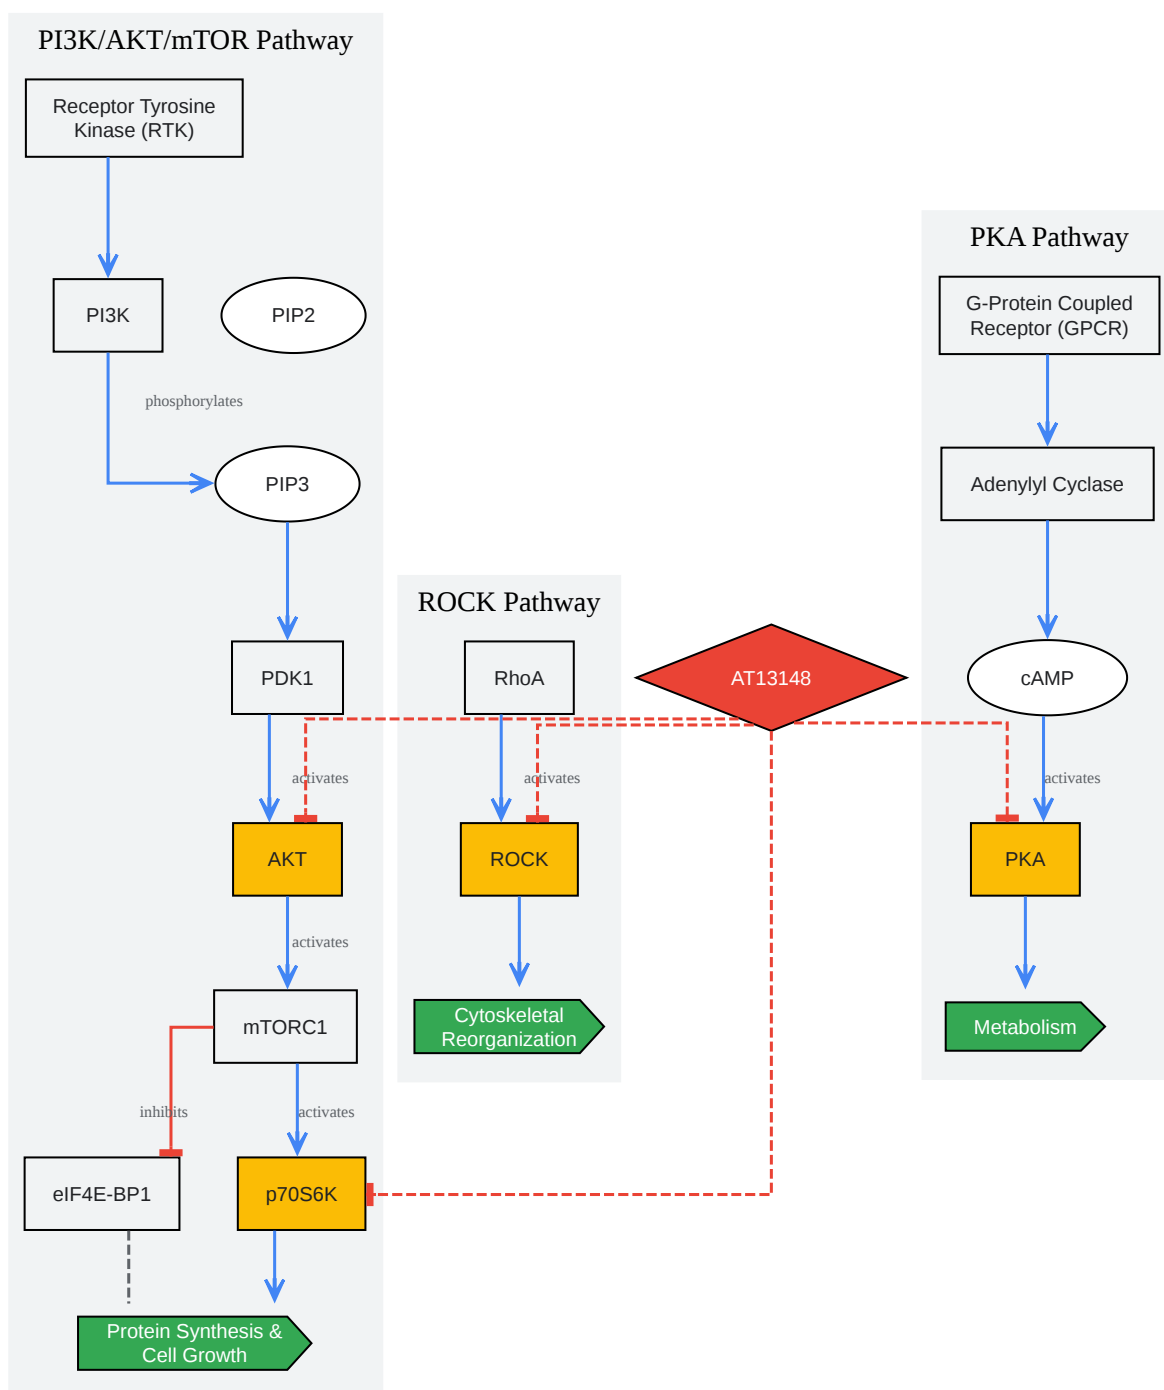 PI3K/AKT/mTOR Pathway
Receptor Tyrosine
Kinase (RTK)
PI3K
PIP2
phosphorylates
PIP3
PDK1
activates
AKT
activates
mTORC1
inhibits
activates
eIF4E-BP1
p70S6K
Protein Synthesis &
Cell Growth
ROCK Pathway
RhoA
activates
ROCK
Cytoskeletal
Reorganization
AT13148
PKA Pathway
G-Protein Coupled
Receptor (GPCR)
Adenylyl Cyclase
cAMP
activates
PKA
Metabolism